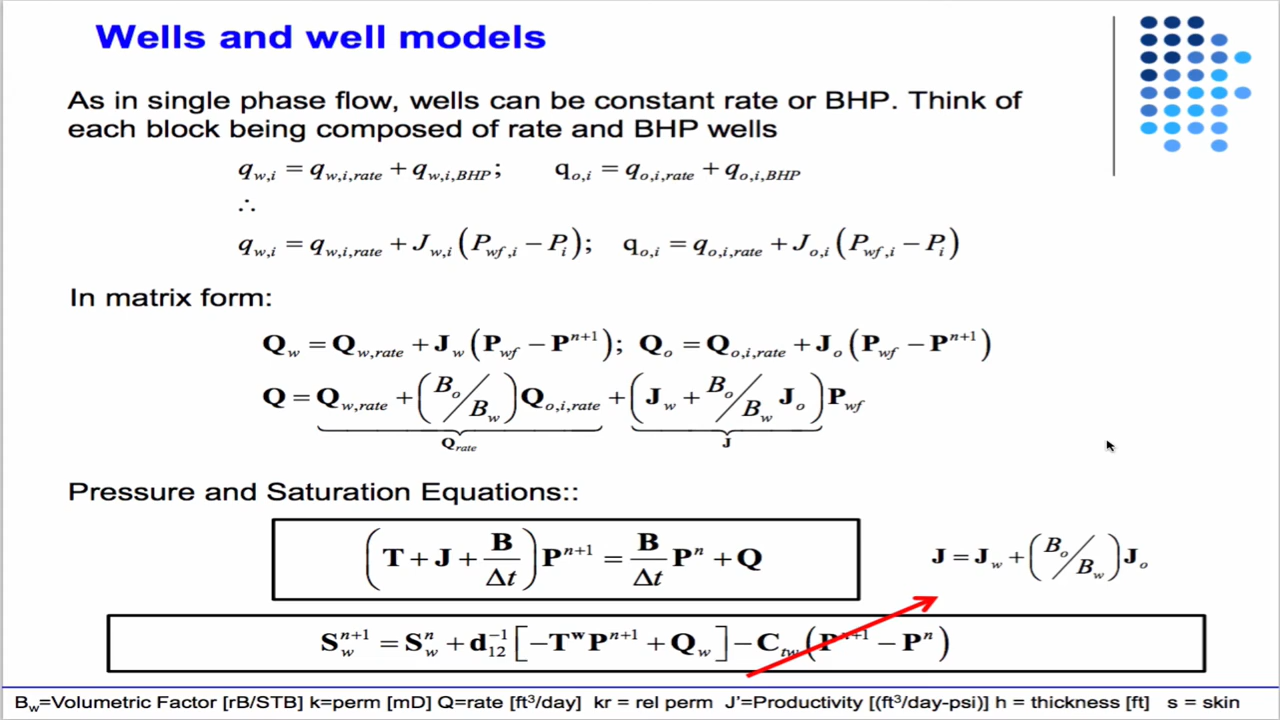 Wells and well models
As in single phase flow, wells can be constant rate or BHP. Think of
each block being composed of rate and BHP wells
q_{w,i} = q_{w,i,rate} + q_{w,i,BHP};  q_{o,i} = q_{o,i,rate} + q_{o,i,BHP}
∴
q_{w,i} = q_{w,i,rate} + J_{w,i}(P_{wf,i} − P_i);  q_{o,i} = q_{o,i,rate} + J_{o,i}(P_{wf,i} − P_i)
In matrix form:
Q_w = Q_{w,rate} + J_w(P_{wf} − P^{n+1});  Q_o = Q_{o,i,rate} + J_o(P_{wf} − P^{n+1})
Q = Q_{w,rate} + (B_o/B_w)Q_{o,i,rate} + (J_w + B_o/B_w J_o)P_{wf}
Q_{rate} J
Pressure and Saturation Equations::
(T + J + B/Δt)P^{n+1} = B/Δt P^n + Q
J = J_w + (B_o/B_w)J_o
S_w^{n+1} = S_w^n + d_{12}^{-1}[−T^w P^{n+1} + Q_w] − C_{tw}(P^{n+1} − P^n)
B_w=Volumetric Factor [rB/STB] k=perm [mD] Q=rate [ft³/day] kr = rel perm J'=Productivity [(ft³/day-psi)] h = thickness [ft] s = skin